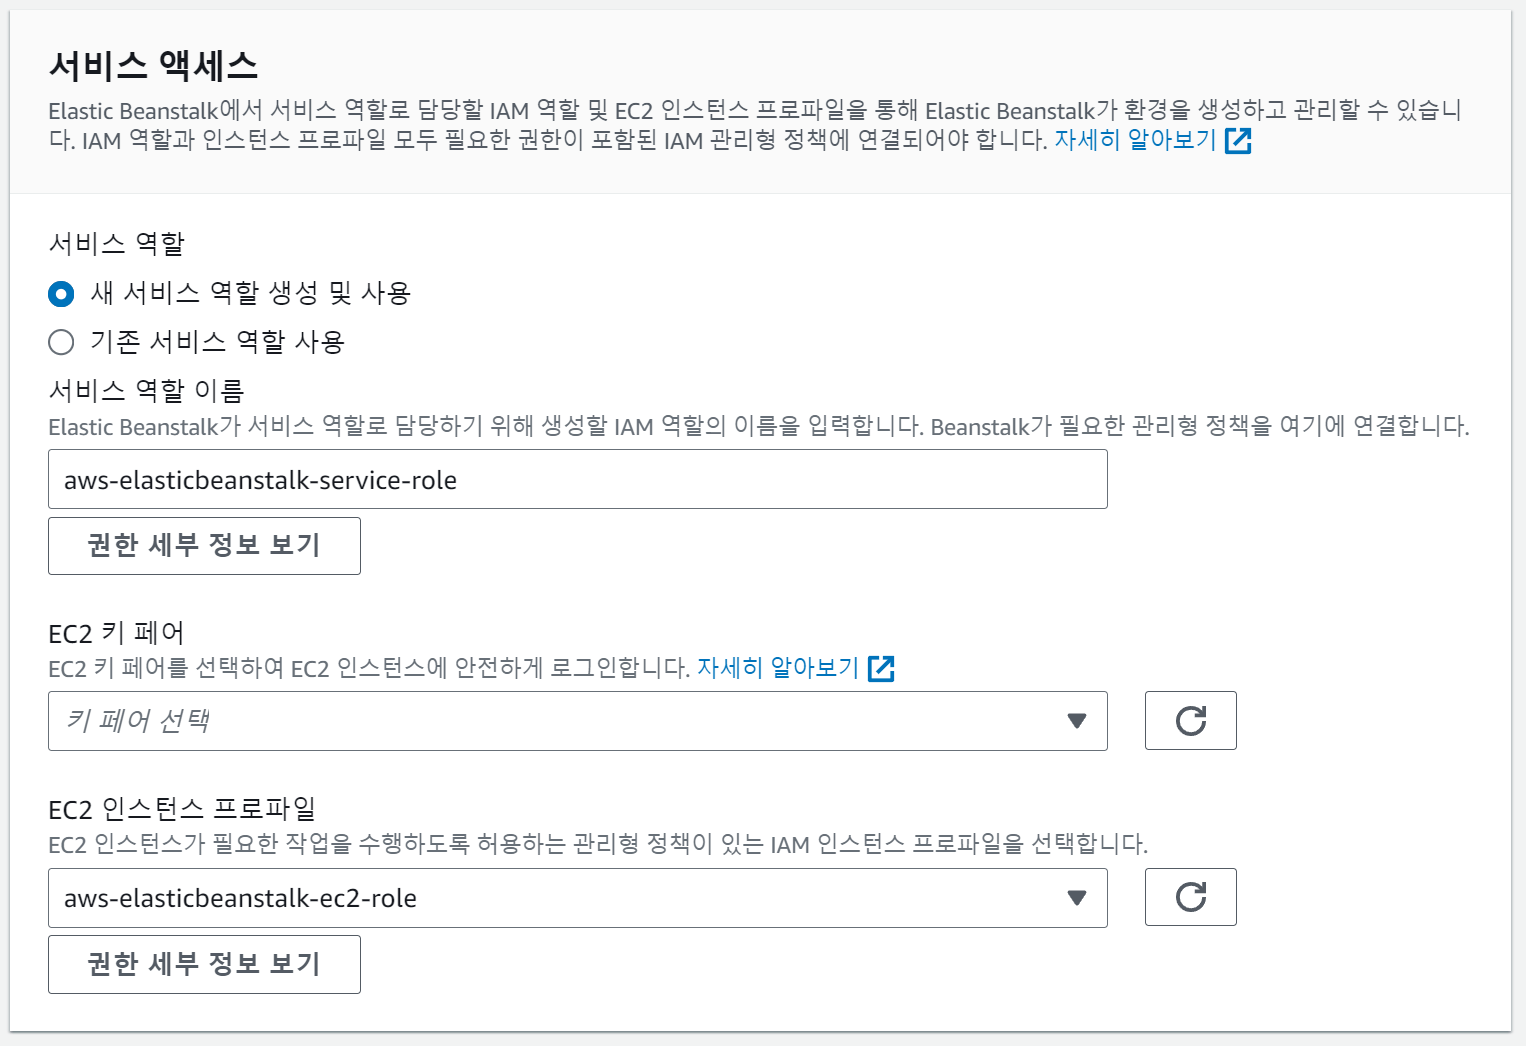 서비스 액세스
Elastic Beanstalk에서 서비스 역할로 담당할 IAM 역할 및 EC2 인스턴스 프로파일을 통해 Elastic Beanstalk가 환경을 생성하고 관리할 수 있습니
다. IAM 역할과 인스턴스 프로파일 모두 필요한 권한이 포함된 IAM 관리형 정책에 연결되어야 합니다. 자세히 알아보기
서비스 역할
새 서비스 역할 생성 및 사용
기존 서비스 역할 사용
서비스 역할 이름
Elastic Beanstalk가 서비스 역할로 담당하기 위해 생성할 IAM 역할의 이름을 입력합니다. Beanstalk가 필요한 관리형 정책을 여기에 연결합니다.
aws-elasticbeanstalk-service-role
권한 세부 정보 보기
EC2 키 페어
EC2 키 페어를 선택하여 EC2 인스턴스에 안전하게 로그인합니다. 자세히 알아보기
키 페어 선택
EC2 인스턴스 프로파일
EC2 인스턴스가 필요한 작업을 수행하도록 허용하는 관리형 정책이 있는 IAM 인스턴스 프로파일을 선택합니다.
aws-elasticbeanstalk-ec2-role
권한 세부 정보 보기